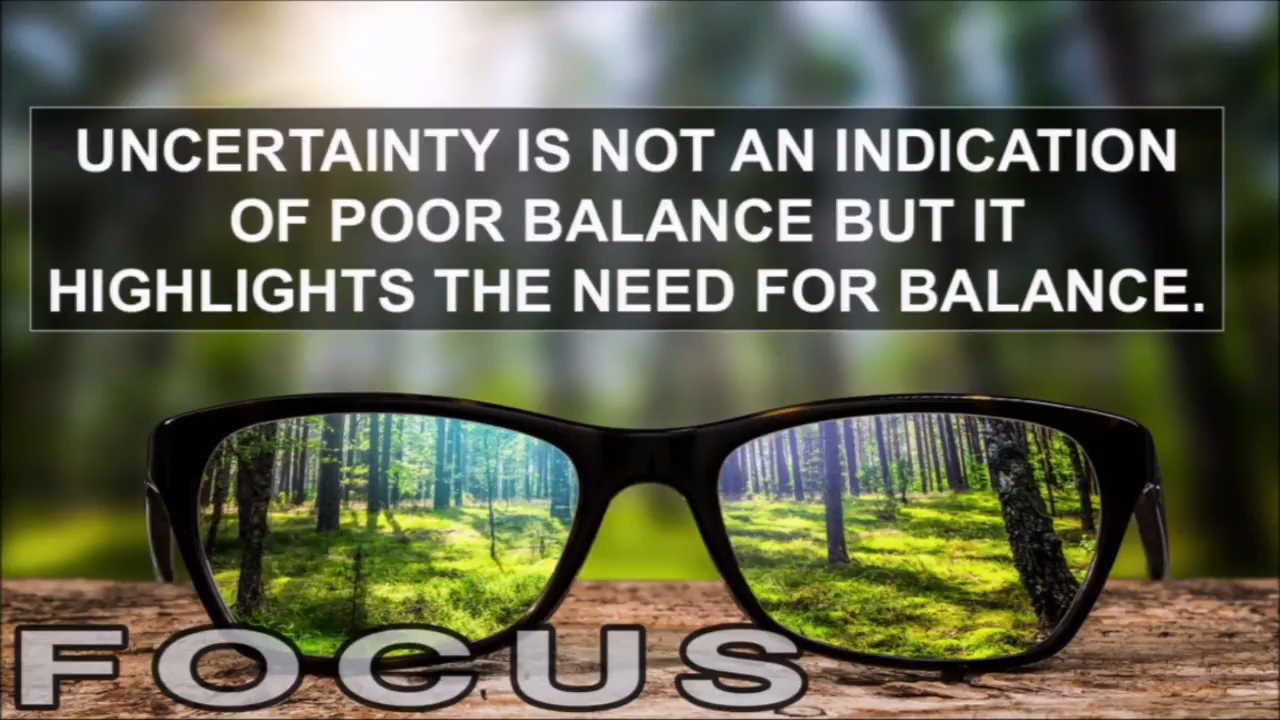 UNCERTAINTY IS NOT AN INDICATION
OF POOR BALANCE BUT IT
HIGHLIGHTS THE NEED FOR BALANCE.
FOCUS